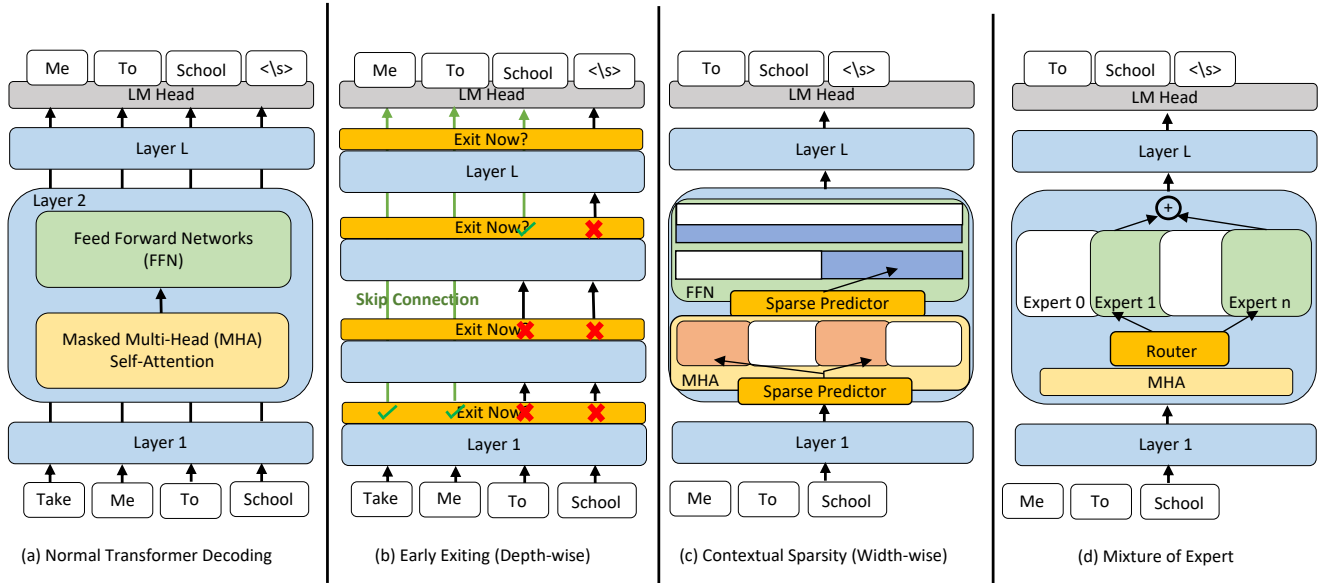 Me To School <\s>
LM Head
Layer L
Layer 2
Feed Forward Networks
(FFN)
Masked Multi-Head (MHA)
Self-Attention
Layer 1
Take Me To School
(a) Normal Transformer Decoding
Me To School <\s>
LM Head
Exit Now?
Layer L
Exit Now?
Skip Connection
Exit Now?
Exit Now?
Layer 1
Take Me To School
(b) Early Exiting (Depth-wise)
To School <\s>
LM Head
Layer L
FFN
Sparse Predictor
MHA
Sparse Predictor
Layer 1
Me To School
(c) Contextual Sparsity (Width-wise)
To School <\s>
LM Head
Layer L
+
Expert 0 Expert 1 Expert n
Router
MHA
Layer 1
Me To School
(d) Mixture of Expert